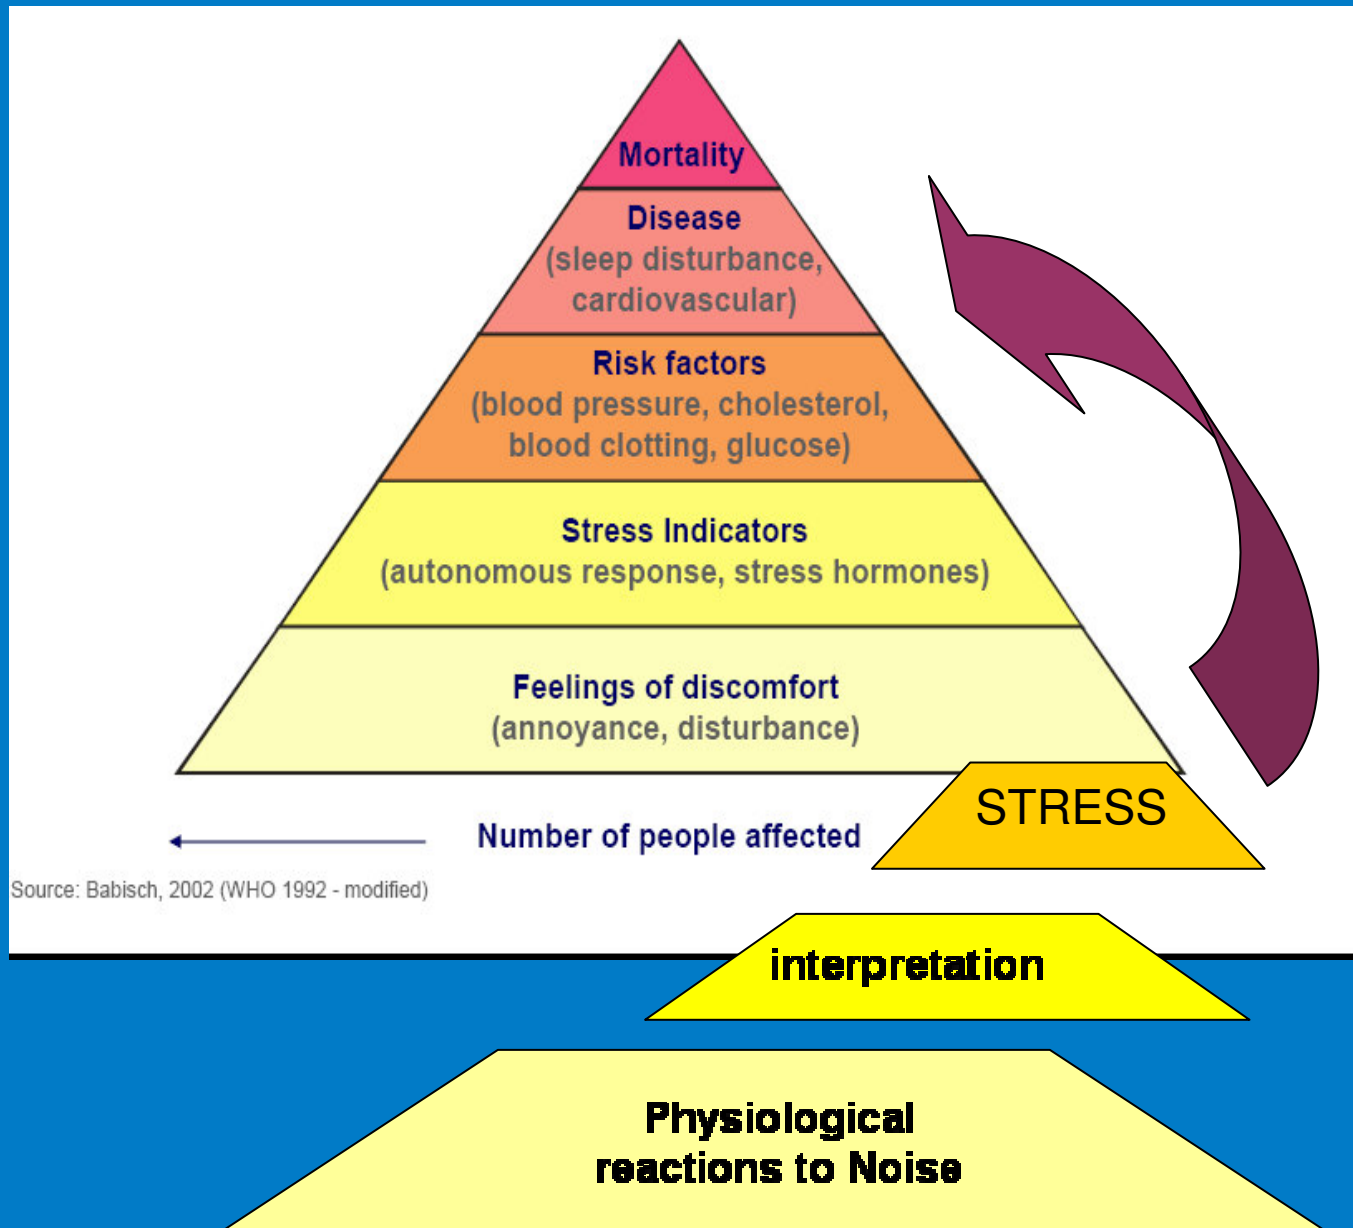 Mortality
Disease
(sleep disturbance,
cardiovascular)
Risk factors
(blood pressure, cholesterol,
blood clotting, glucose)
Stress Indicators
(autonomous response, stress hormones)
Feelings of discomfort
(annoyance, disturbance)
STRESS
Number of people affected
Source: Babisch, 2002 (WHO 1992 - modified)
interpretation
Physiological
reactions to Noise